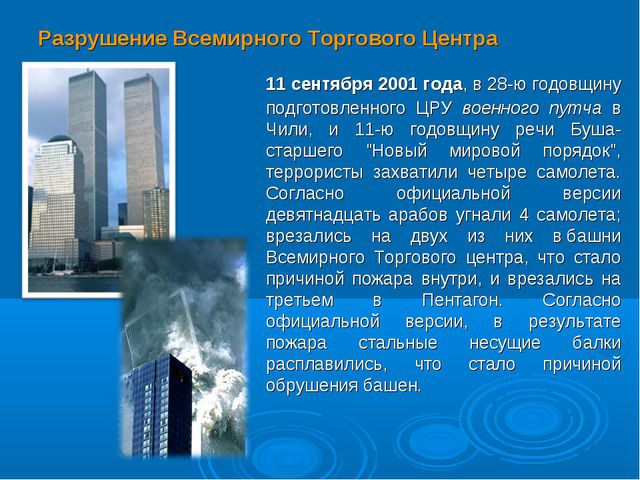 Разрушение Всемирного Торгового Центра
11 сентября 2001 года, в 28-ю годовщину
подготовленного ЦРУ военного путча в
Чили, и 11-ю годовщину речи Буша-
старшего "Новый мировой порядок",
террористы захватили четыре самолета.
Согласно официальной версии
девятнадцать арабов угнали 4 самолета;
врезались на двух из них в башни
Всемирного Торгового центра, что стало
причиной пожара внутри, и врезались на
третьем в Пентагон. Согласно
официальной версии, в результате
пожара стальные несущие балки
расплавились, что стало причиной
обрушения башен.